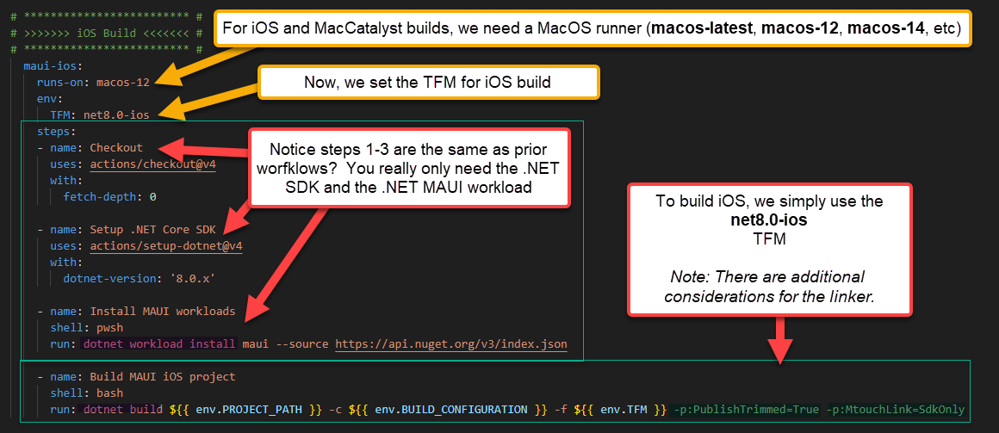 # ************************* #
# >>>>>>> iOS Build <<<<<<< #
# ************************* #
For iOS and MacCatalyst builds, we need a MacOS runner (macos-latest, macos-12, macos-14, etc)
maui-ios:
runs-on: macos-12
Now, we set the TFM for iOS build
env:
TFM: net8.0-ios
steps:
- name: Checkout
uses: actions/checkout@v4
with:
fetch-depth: 0
Notice steps 1-3 are the same as prior
worfklows? You really only need the .NET
SDK and the .NET MAUI workload
- name: Setup .NET Core SDK
uses: actions/setup-dotnet@v4
with:
dotnet-version: '8.0.x'
To build iOS, we simply use the
net8.0-ios
TFM
Note: There are additional
considerations for the linker.
- name: Install MAUI workloads
shell: pwsh
run: dotnet workload install maui --source https://api.nuget.org/v3/index.json
- name: Build MAUI iOS project
shell: bash
run: dotnet build ${{ env.PROJECT_PATH }} -c ${{ env.BUILD_CONFIGURATION }} -f ${{ env.TFM }} -p:PublishTrimmed=True -p:MtouchLink=SdkOnly